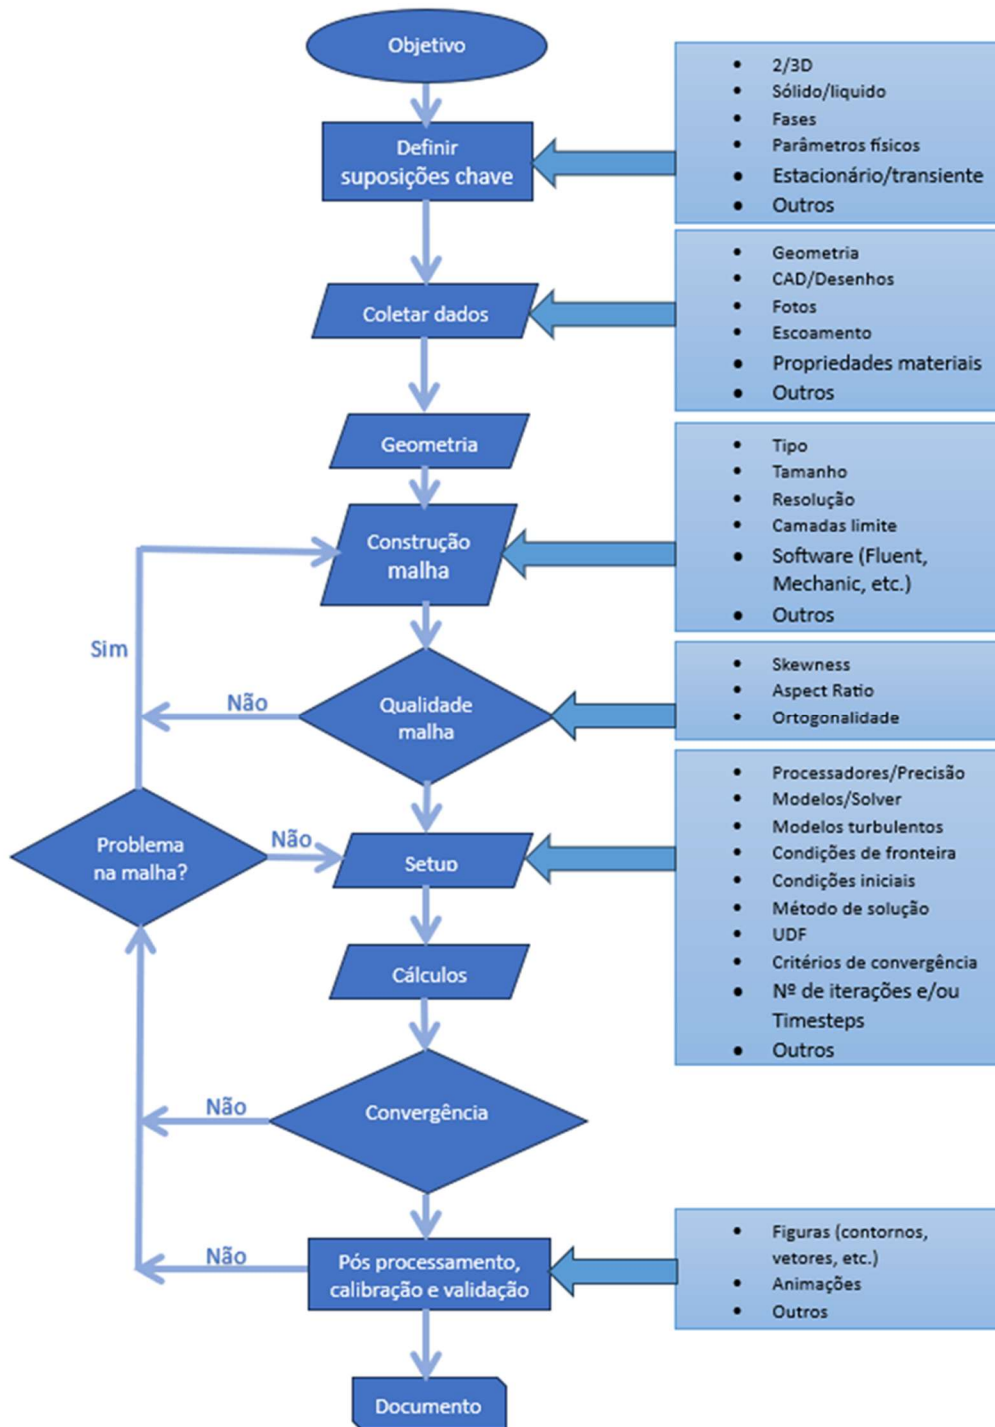 Objetivo
2/3D
Sólido/liquido
Fases
Parâmetros físicos
Estacionário/transiente
Outros
Definir
suposições chave
Geometria
CAD/Desenhos
Fotos
Escoamento
Propriedades materiais
Outros
Coletar dados
Geometria
Tipo
Tamanho
Resolução
Camadas limite
Software (Fluent,
Mechanic, etc.)
Outros
Construção
malha
Sim
Skewness
Aspect Ratio
Ortogonalidade
Não
Qualidade
malha
Processadores/Precisão
Modelos/Solver
Modelos turbulentos
Condições de fronteira
Condições iniciais
Método de solução
UDF
Critérios de convergência
Nº de iterações e/ou
Timesteps
Outros
Problema
na malha?
Não
Setup
Cálculos
Não
Convergência
Figuras (contornos,
vetores, etc.)
Animações
Outros
Não
Pós processamento,
calibração e validação
Documento